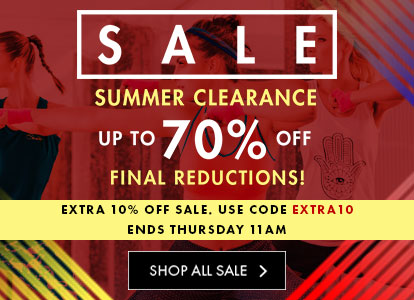 SALE
SUMMER CLEARANCE
UP TO 70% OFF
FINAL REDUCTIONS!
EXTRA 10% OFF SALE. USE CODE EXTRA10
ENDS THURSDAY 11AM
SHOP ALL SALE >